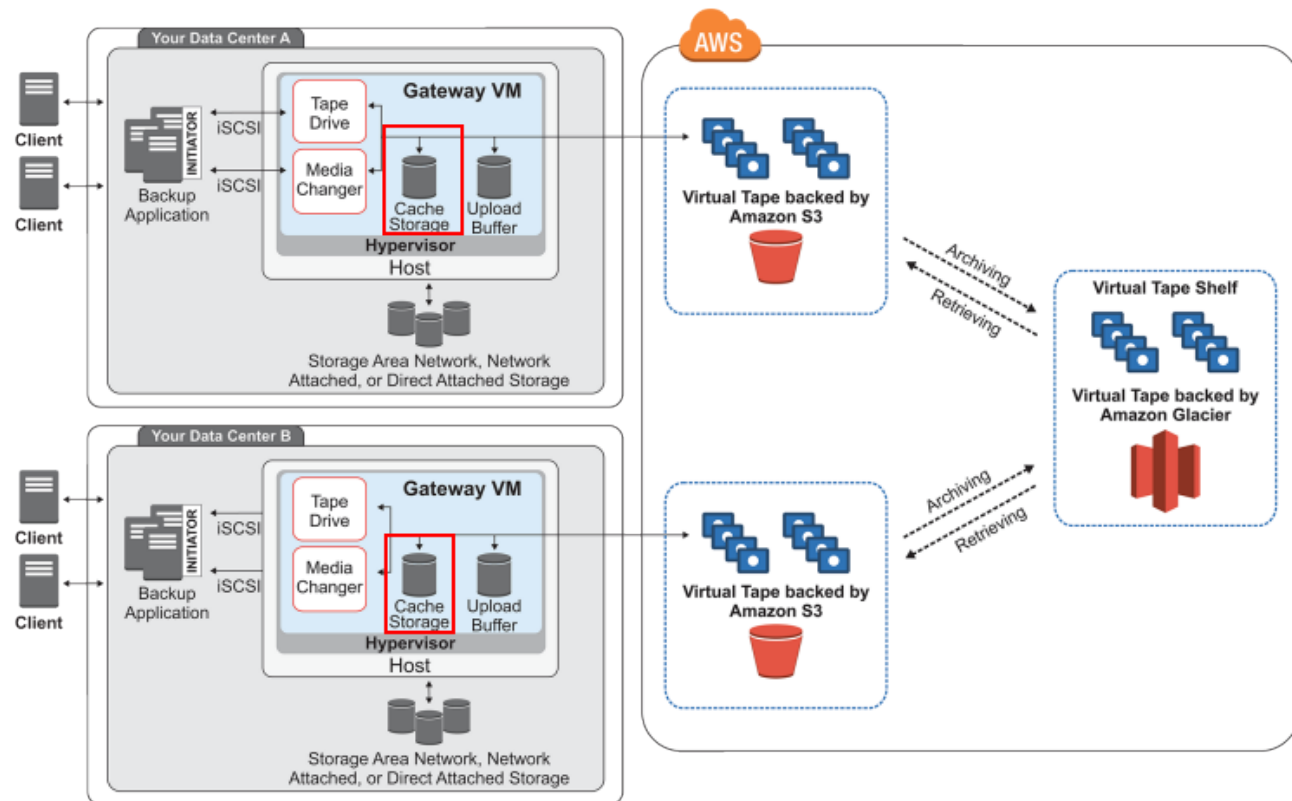 Your Data Center A
Client
Client
INITIATOR
Backup
Application
iSCSI
iSCSI
Gateway VM
Tape
Drive
Media
Changer
Cache
Storage
Upload
Buffer
Hypervisor
Host
Storage Area Network, Network
Attached, or Direct Attached Storage
Your Data Center B
Client
Client
INITIATOR
Backup
Application
iSCSI
iSCSI
Gateway VM
Tape
Drive
Media
Changer
Cache
Storage
Upload
Buffer
Hypervisor
Host
Storage Area Network, Network
Attached, or Direct Attached Storage
AWS
Virtual Tape backed by
Amazon S3
Archiving
Retrieving
Virtual Tape Shelf
Virtual Tape backed by
Amazon Glacier
Archiving
Retrieving
Virtual Tape backed by
Amazon S3